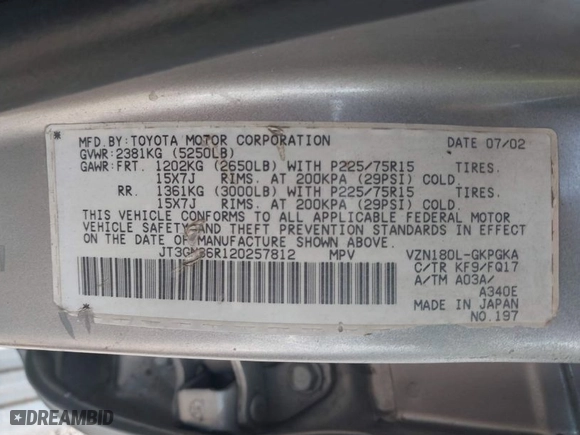 MFD.BY:TOYOTA MOTOR CORPORATION DATE 07/02
GVWR:2381KG (5250LB)
GAWR:FRT. 1202KG (2650LB) WITH P225/75R15 TIRES.
15X7J RIMS. AT 200KPA (29PSI) COLD.
RR. 1361KG (3000LB) WITH P225/75R15 TIRES.
15X7J RIMS. AT 200KPA (29PSI) COLD.
THIS VEHICLE CONFORMS TO ALL APPLICABLE FEDERAL MOTOR
VEHICLE SAFETY AND THEFT PREVENTION STANDARDS IN EFFECT
ON THE DATE OF MANUFACTURE SHOWN ABOVE.
MPV VZN180L-GKPGKA
C/TR KF9/FQ17
A/TM A03A/
A340E
MADE IN JAPAN
NO.197
DREAMBID